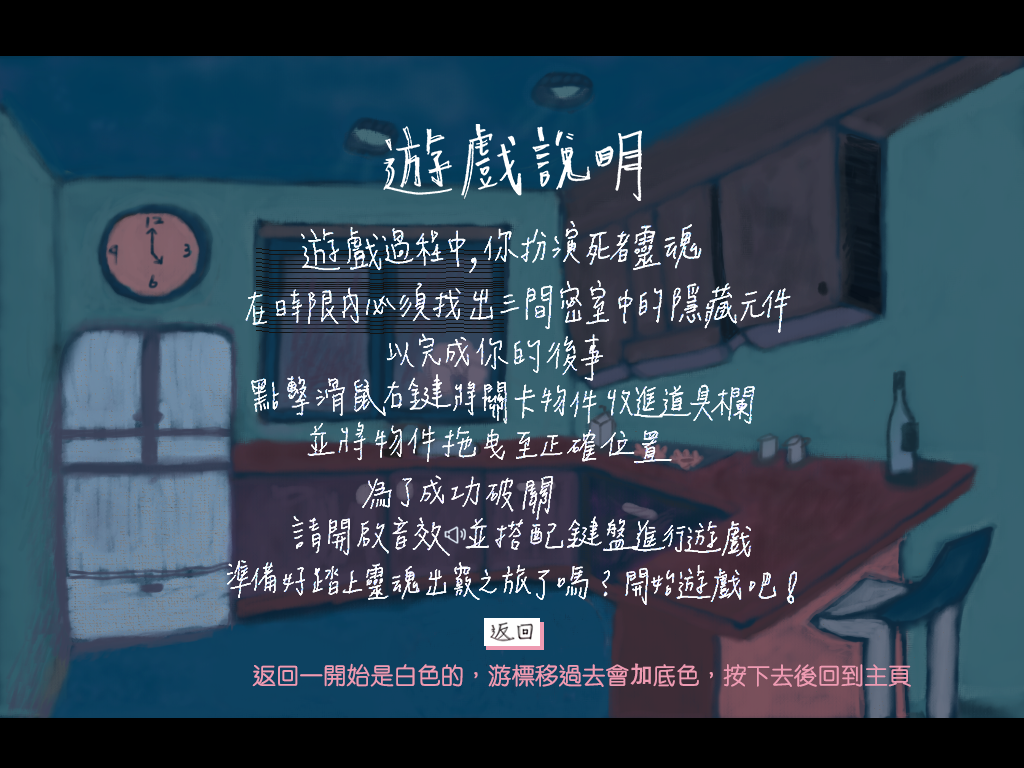 遊戲說明
12
9 3
6
遊戲過程中,你扮演死者靈魂
在時限內必須找出三間密室中的隱藏元件
以完成你的後事
點擊滑鼠右鍵將關卡物件收進道具欄
並將物件拖曳至正確位置
為了成功破關
請開啟音效並搭配鍵盤進行遊戲
準備好踏上靈魂出竅之旅了嗎?開始遊戲吧!
返回
返回一開始是白色的，游標移過去會加底色，按下去後回到主頁